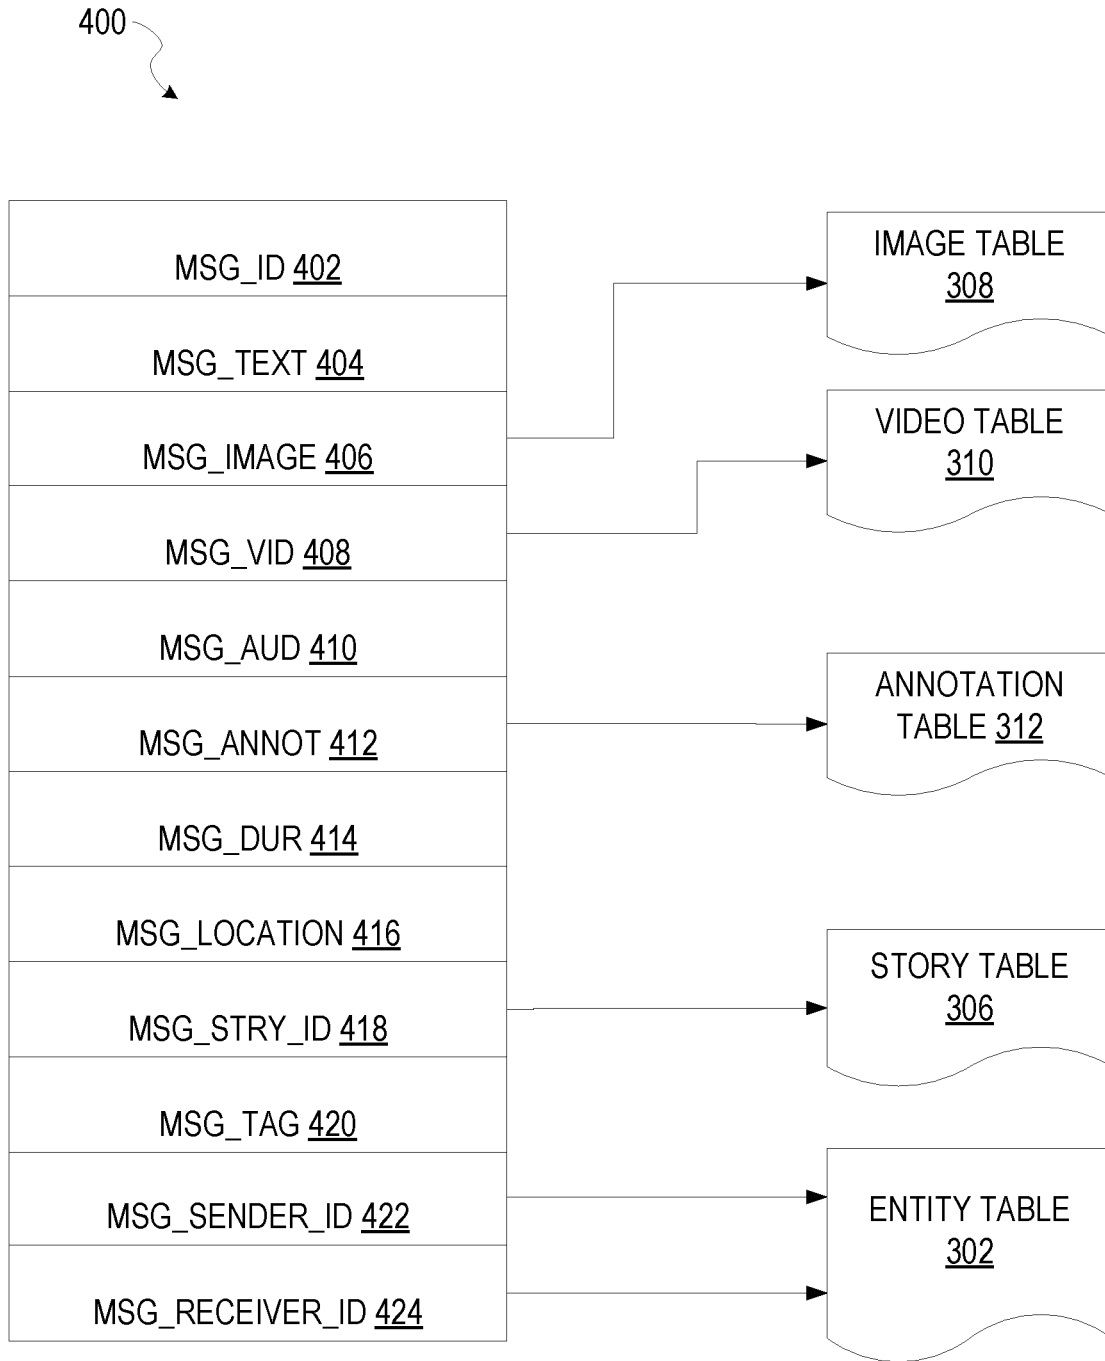 400
MSG_ID 402
MSG_TEXT 404
MSG_IMAGE 406
MSG_VID 408
MSG_AUD 410
MSG_ANNOT 412
MSG_DUR 414
MSG_LOCATION 416
MSG_STRY_ID 418
MSG_TAG 420
MSG_SENDER_ID 422
MSG_RECEIVER_ID 424
IMAGE TABLE
308
VIDEO TABLE
310
ANNOTATION
TABLE 312
STORY TABLE
306
ENTITY TABLE
302